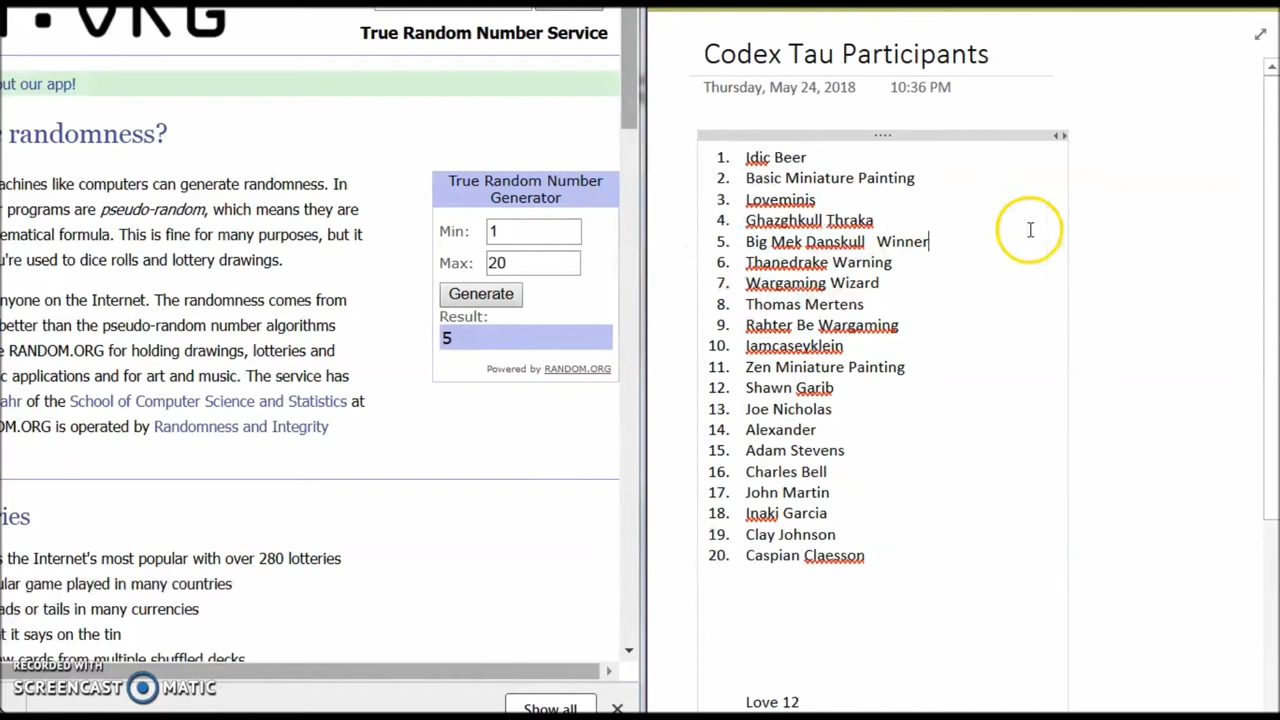 .ORG
True Random Number Service
out our app!
randomness?
achines like computers can generate randomness. In
r programs are pseudo-random, which means they are
ematical formula. This is fine for many purposes, but it
u're used to dice rolls and lottery drawings.
nyone on the Internet. The randomness comes from
better than the pseudo-random number algorithms
e RANDOM.ORG for holding drawings, lotteries and
c applications and for art and music. The service has
ahr of the School of Computer Science and Statistics at
OM.ORG is operated by Randomness and Integrity
True Random Number
Generator
Min: 1
Max: 20
Generate
Result:
5
Powered by RANDOM.ORG
ries
s the Internet's most popular with over 280 lotteries
ular game played in many countries
ads or tails in many currencies
t it says on the tin
cards from multiple shuffled decks
RECORDED WITH
SCREENCAST MATIC
Show all
Codex Tau Participants
Thursday, May 24, 2018 10:36 PM
1. Idic Beer
2. Basic Miniature Painting
3. Loveminis
4. Ghazghkull Thraka
5. Big Mek Danskull Winner
6. Thanedrake Warning
7. Wargaming Wizard
8. Thomas Mertens
9. Rahter Be Wargaming
10. Iamcaseyklein
11. Zen Miniature Painting
12. Shawn Garib
13. Joe Nicholas
14. Alexander
15. Adam Stevens
16. Charles Bell
17. John Martin
18. Inaki Garcia
19. Clay Johnson
20. Caspian Claesson
Love 12